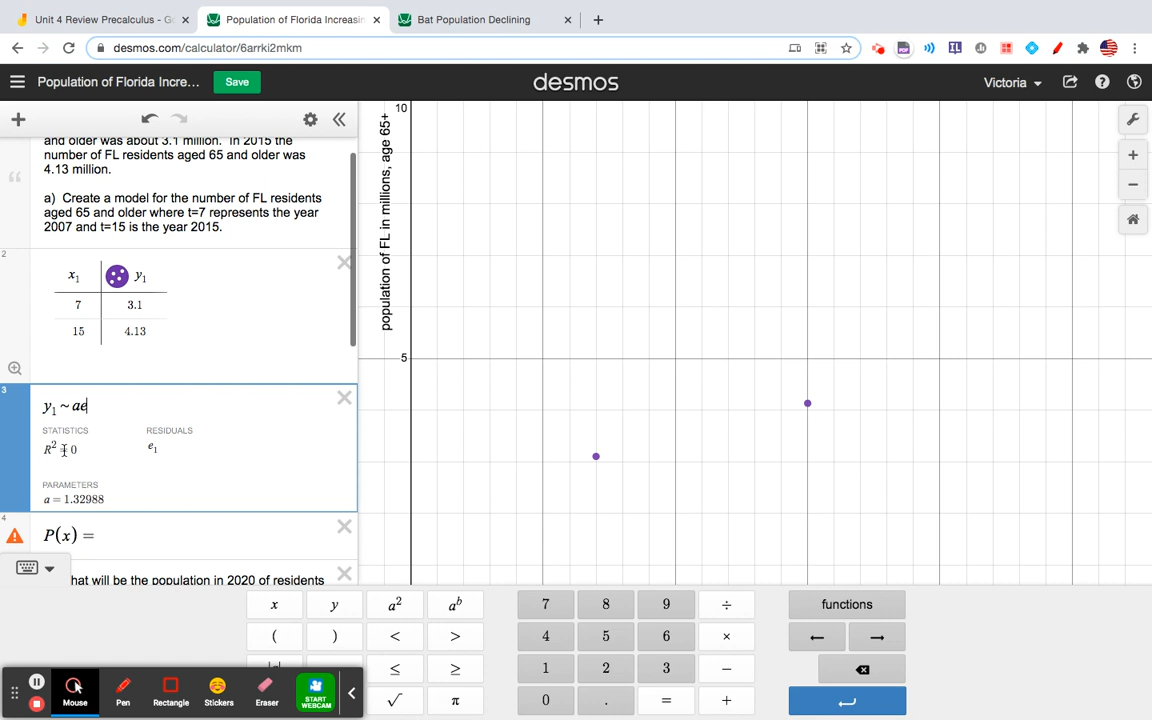 Unit 4 Review Precalculus - Go
Population of Florida Increasin
Bat Population Declining
desmos.com/calculator/6arrki2mkm
Population of Florida Incre...
Save
desmos
Victoria
and older was about 3.1 million. In 2015 the
number of FL residents aged 65 and older was
4.13 million.
a) Create a model for the number of FL residents
aged 65 and older where t=7 represents the year
2007 and t=15 is the year 2015.
2
x₁ y₁
7 3.1
15 4.13
3
y₁ ~ ae
STATISTICS RESIDUALS
R² = 0 e₁
PARAMETERS
a = 1.32988
4
P(x) =
hat will be the population in 2020 of residents
10
5
population of FL in millions, age 65+
x y a² aᵇ 7 8 9 ÷ functions
( ) < > 4 5 6 × ← →
|a| , ≤ ≥ 1 2 3 −
√ π 0 . = +
Mouse Pen Rectangle Stickers Eraser START WEBCAM